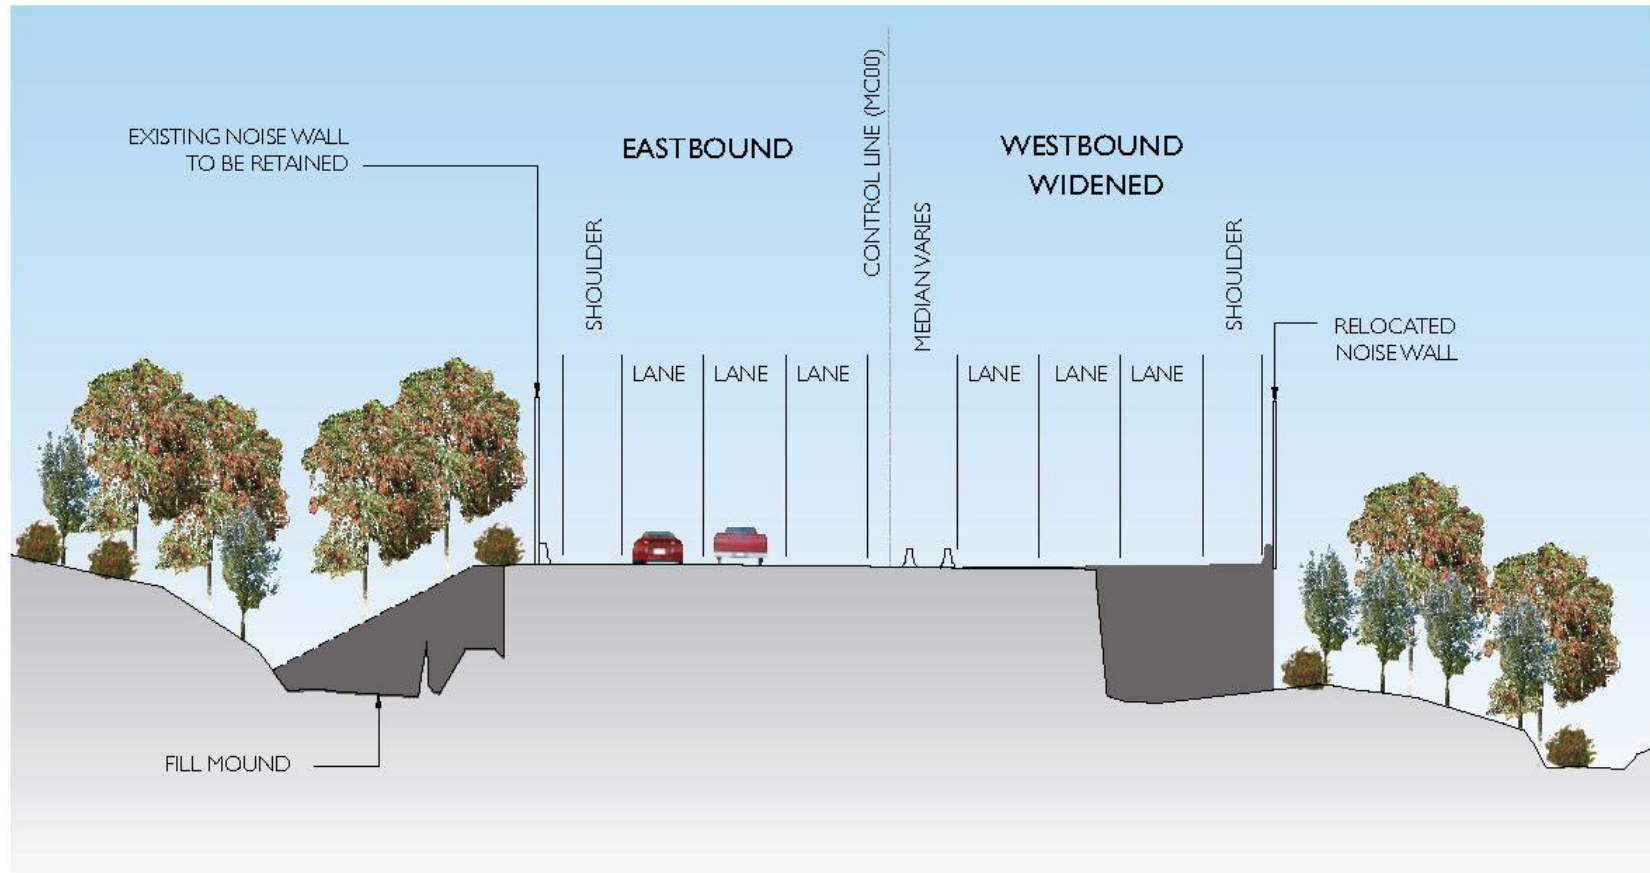 EXISTING NOISE WALL
TO BE RETAINED
EASTBOUND
CONTROL LINE (MC00)
WESTBOUND
WIDENED
SHOULDER
MEDIAN VARIES
SHOULDER
RELOCATED
NOISE WALL
LANE
LANE
LANE
LANE
LANE
LANE
FILL MOUND